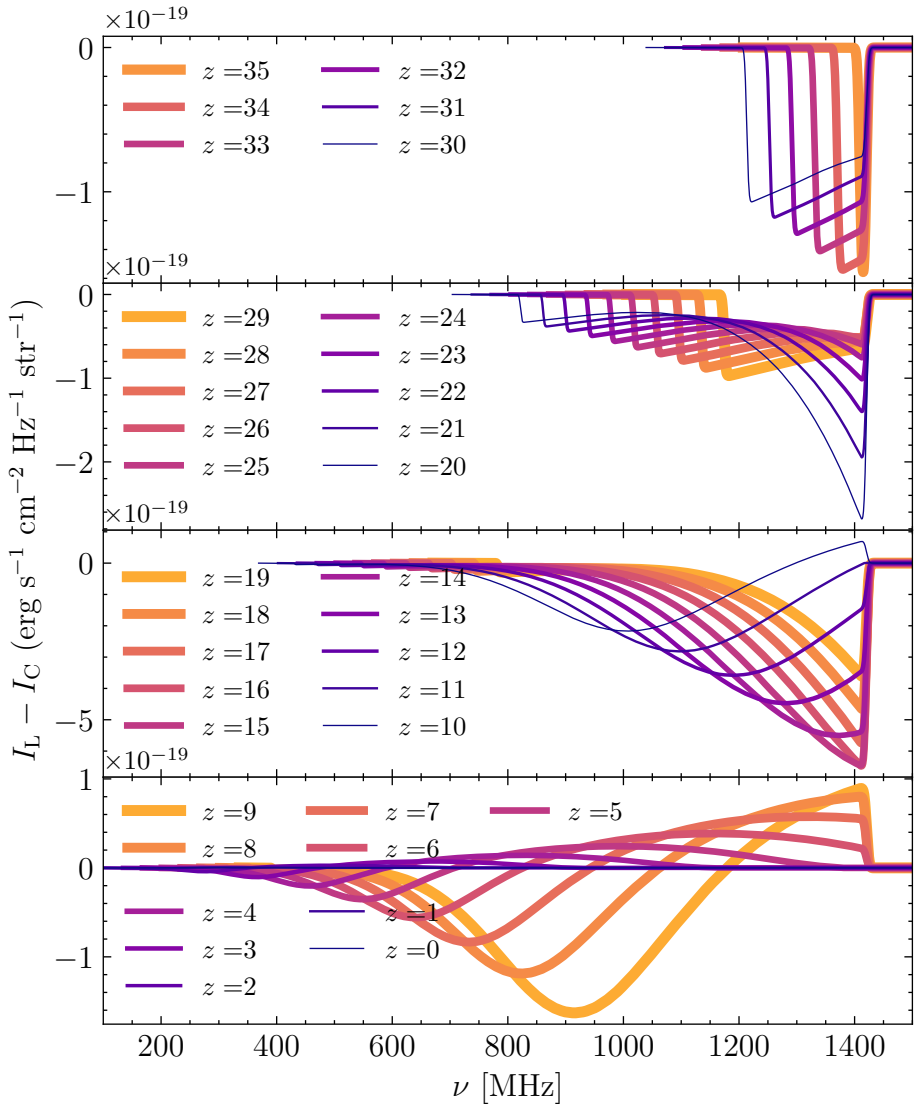 ×10⁻¹⁹
0
−1
z =35
z =34
z =33
z =32
z =31
z =30
×10⁻¹⁹
0
−1
−2
z =29
z =28
z =27
z =26
z =25
z =24
z =23
z =22
z =21
z =20
×10⁻¹⁹
0
−5
z =19
z =18
z =17
z =16
z =15
z =14
z =13
z =12
z =11
z =10
×10⁻¹⁹
1
0
−1
z =9
z =8
z =7
z =6
z =5
z =4
z =3
z =2
z =1
z =0
200 400 600 800 1000 1200 1400
ν [MHz]
I_L − I_C (erg s⁻¹ cm⁻² Hz⁻¹ str⁻¹)